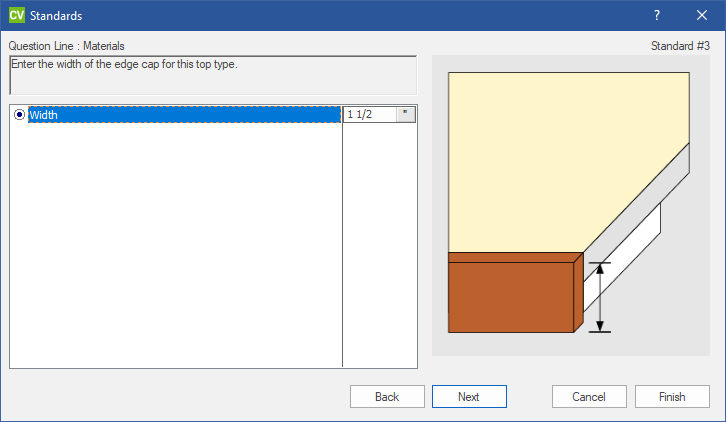 CV Standards ?
Question Line : Materials Standard #3
Enter the width of the edge cap for this top type.
Width 1 1/2 "
Back Next Cancel Finish